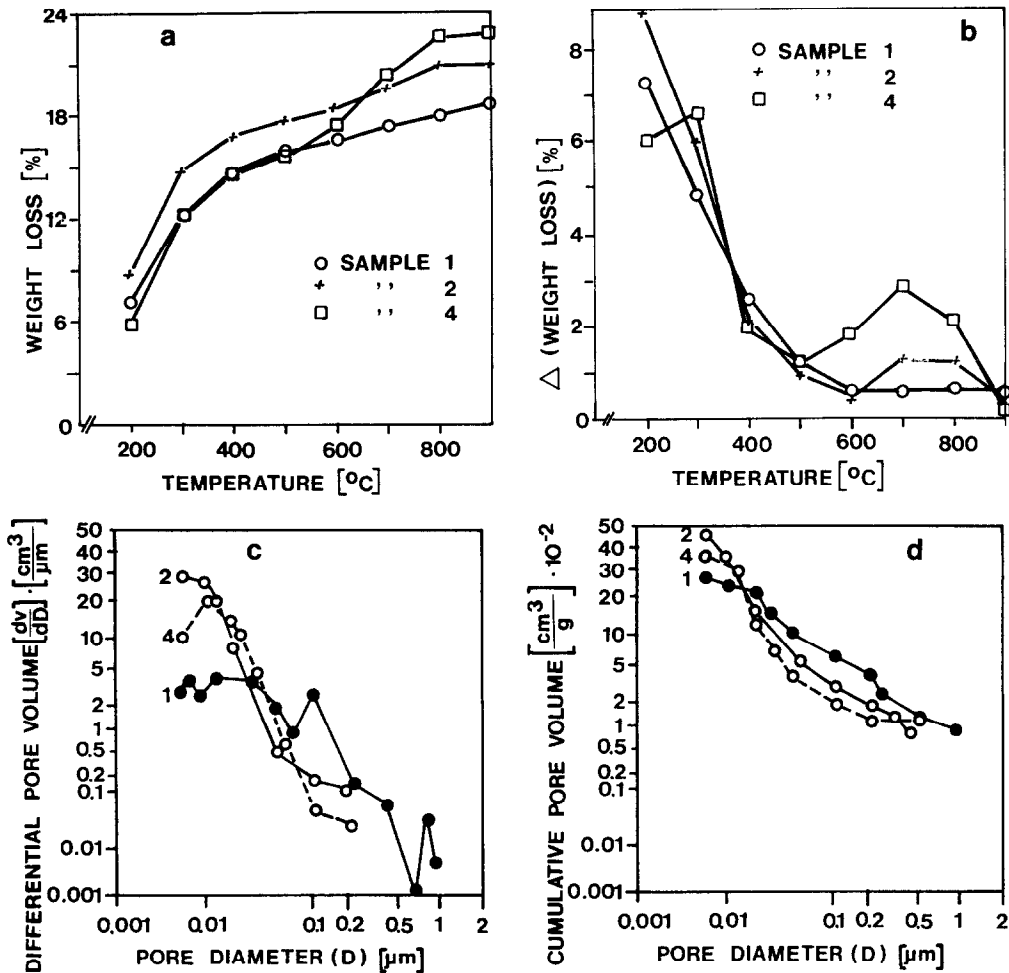 a
24
18
12
6
0
WEIGHT LOSS [%]
○ SAMPLE 1
+ ,, 2
□ ,, 4
200 400 600 800
TEMPERATURE [°C]
b
8
6
4
2
0
△ (WEIGHT LOSS) [%]
○ SAMPLE 1
+ ,, 2
□ ,, 4
200 400 600 800
TEMPERATURE [°C]
c
50
40
30
20
10
5
2
1
0.5
0.2
0.1
0.01
0.001
DIFFERENTIAL PORE VOLUME [dv/dD] · [cm³/µm]
2
4
1
0.001 0.01 0.1 0.2 0.5 1 2
PORE DIAMETER (D) [µm]
d
50
40
30
20
10
5
2
1
0.5
0.2
0.1
0.01
0.001
CUMULATIVE PORE VOLUME [cm³/g] · 10⁻²
2
4
1
0.001 0.01 0.1 0.2 0.5 1 2
PORE DIAMETER (D) [µm]